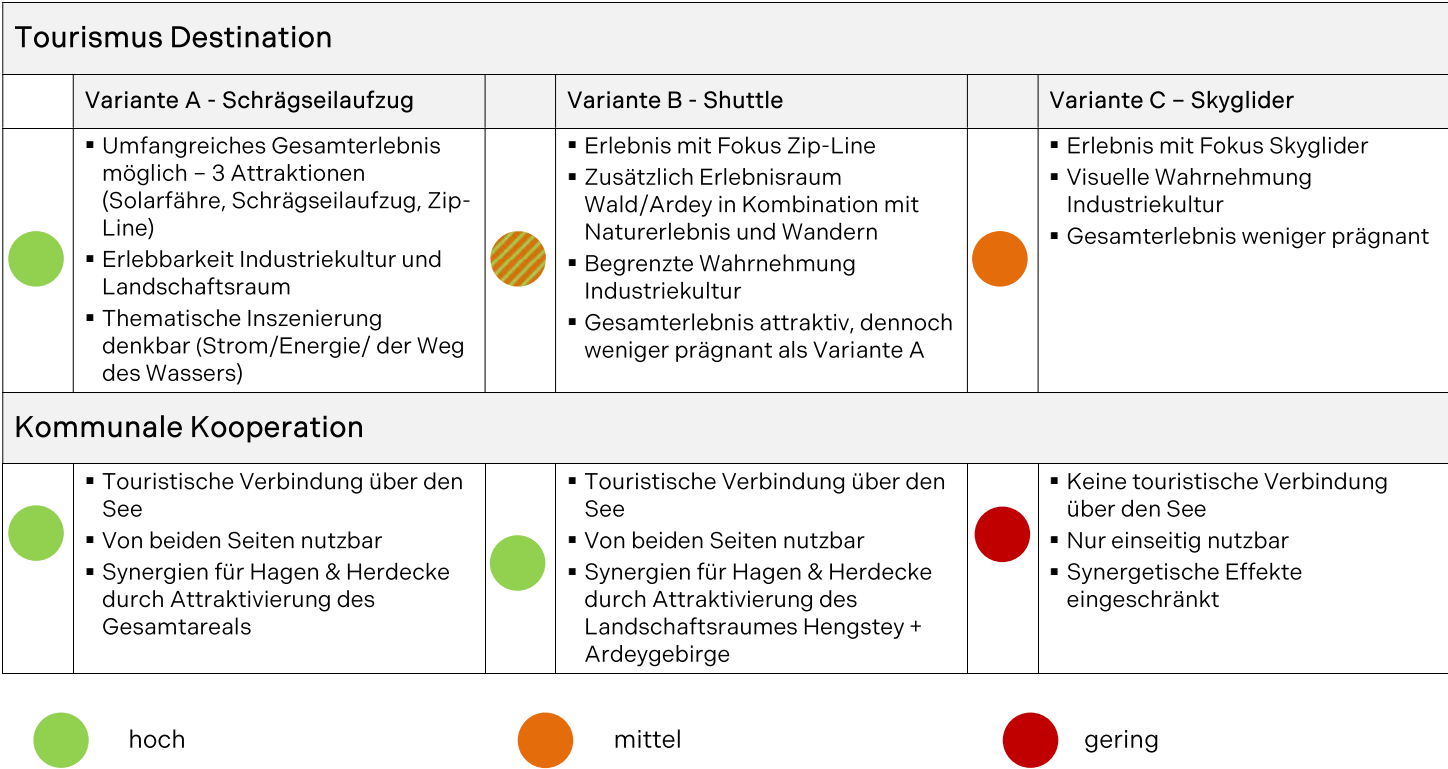 Tourismus Destination
Variante A - Schrägseilaufzug
Variante B - Shuttle
Variante C – Skyglider
▪ Umfangreiches Gesamterlebnis
möglich – 3 Attraktionen
(Solarfähre, Schrägseilaufzug, Zip-
Line)
▪ Erlebbarkeit Industriekultur und
Landschaftsraum
▪ Thematische Inszenierung
denkbar (Strom/Energie/ der Weg
des Wassers)
▪ Erlebnis mit Fokus Zip-Line
▪ Zusätzlich Erlebnisraum
Wald/Ardey in Kombination mit
Naturerlebnis und Wandern
▪ Begrenzte Wahrnehmung
Industriekultur
▪ Gesamterlebnis attraktiv, dennoch
weniger prägnant als Variante A
▪ Erlebnis mit Fokus Skyglider
▪ Visuelle Wahrnehmung
Industriekultur
▪ Gesamterlebnis weniger prägnant
Kommunale Kooperation
▪ Touristische Verbindung über den
See
▪ Von beiden Seiten nutzbar
▪ Synergien für Hagen & Herdecke
durch Attraktivierung des
Gesamtareals
▪ Touristische Verbindung über den
See
▪ Von beiden Seiten nutzbar
▪ Synergien für Hagen & Herdecke
durch Attraktivierung des
Landschaftsraumes Hengstey +
Ardeygebirge
▪ Keine touristische Verbindung
über den See
▪ Nur einseitig nutzbar
▪ Synergetische Effekte
eingeschränkt
hoch
mittel
gering